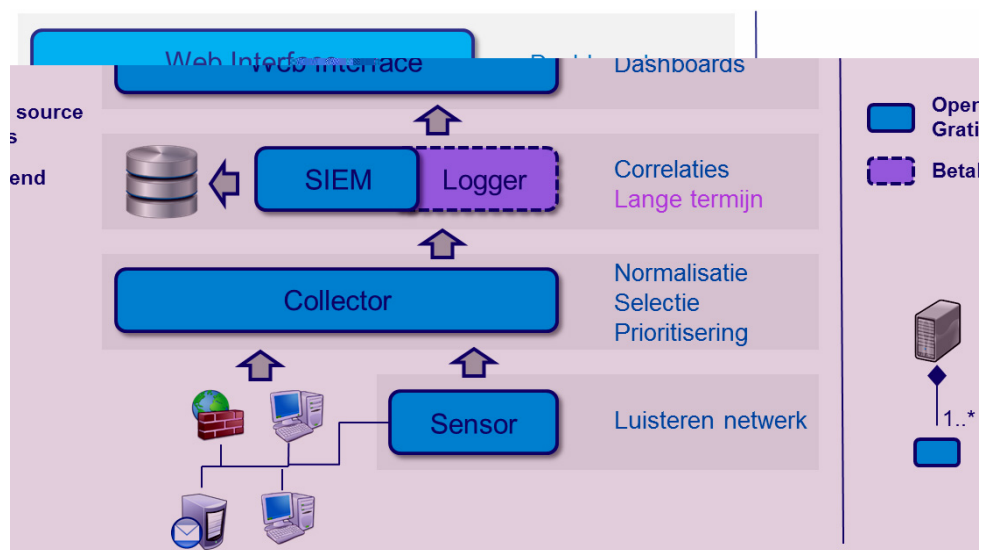 Web Interface
Dashboards
source
s
end
SIEM
Logger
Correlaties
Lange termijn
Collector
Normalisatie
Selectie
Prioritisering
Sensor
Luisteren netwerk
Open
Grati
Betal
1..*